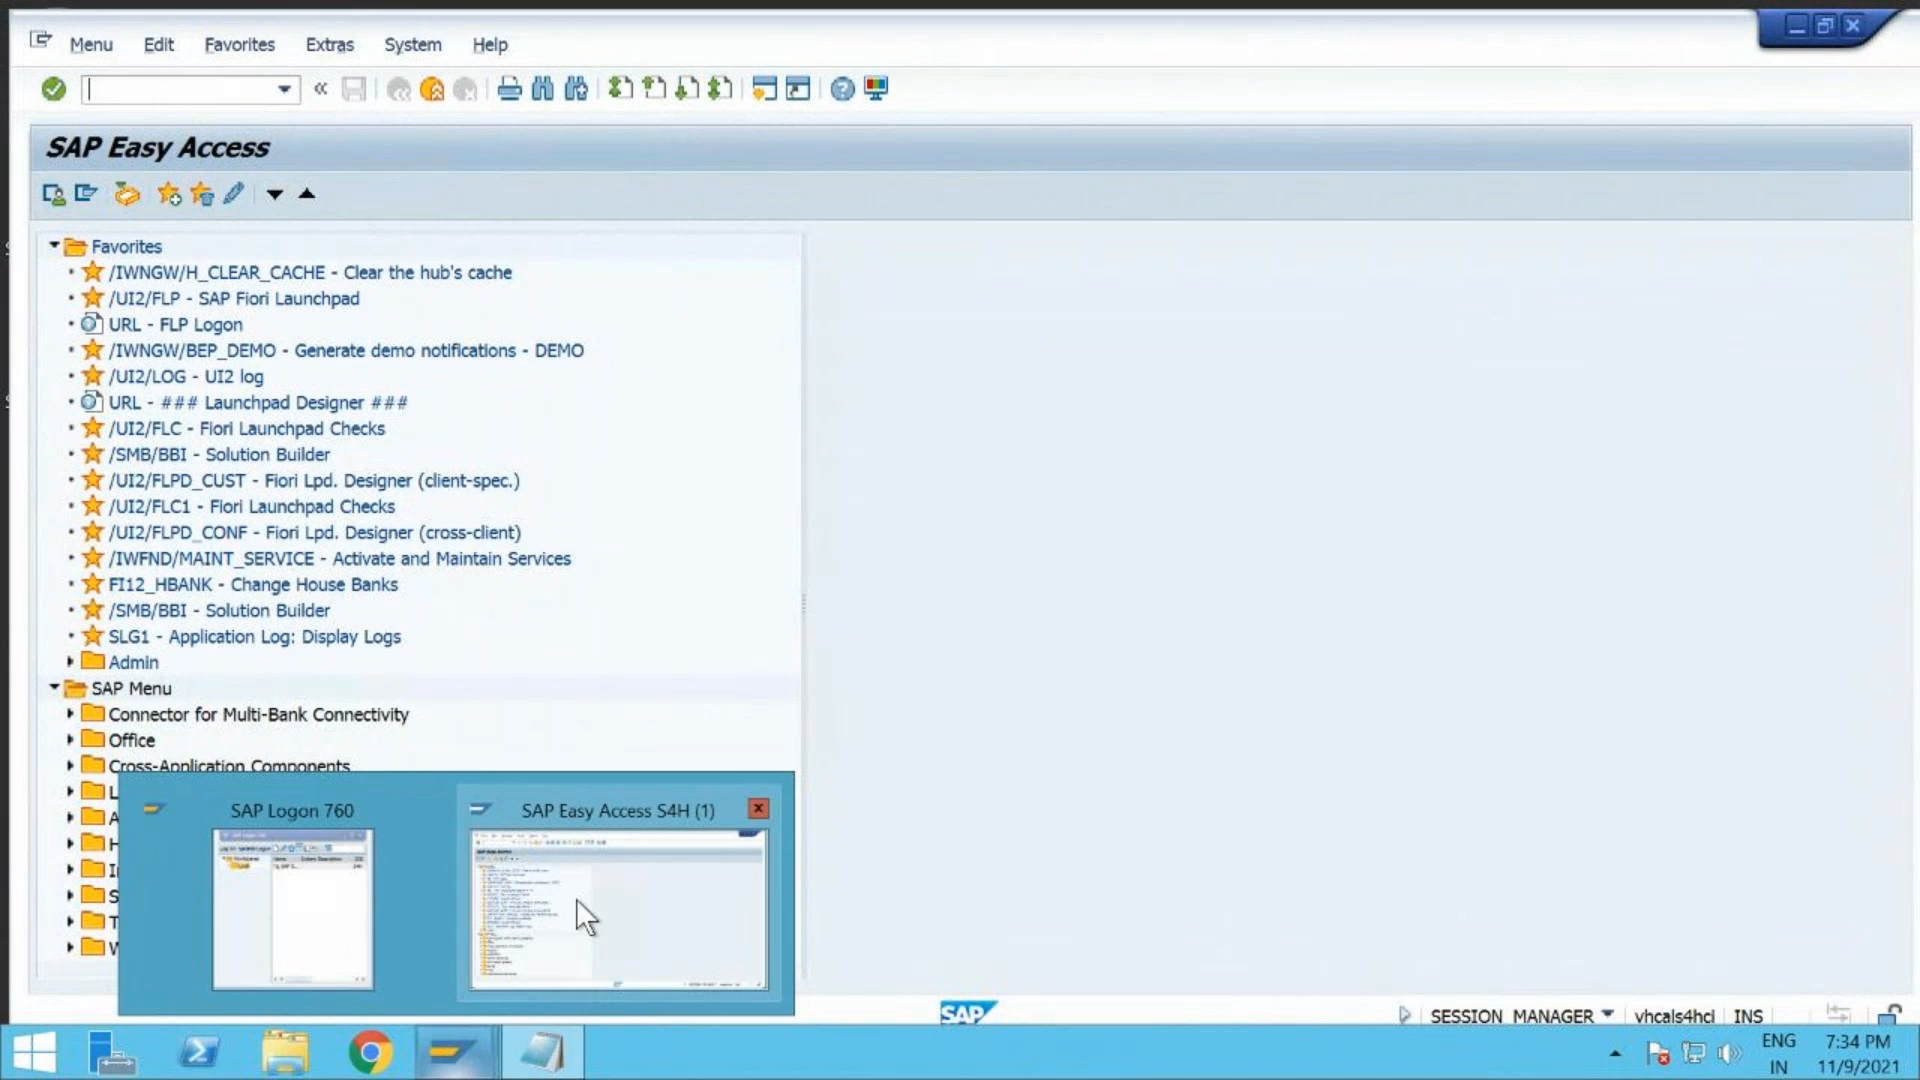 Menu Edit Favorites Extras System Help
SAP Easy Access
Favorites
/IWNGW/H_CLEAR_CACHE - Clear the hub's cache
/UI2/FLP - SAP Fiori Launchpad
URL - FLP Logon
/IWNGW/BEP_DEMO - Generate demo notifications - DEMO
/UI2/LOG - UI2 log
URL - ### Launchpad Designer ###
/UI2/FLC - Fiori Launchpad Checks
/SMB/BBI - Solution Builder
/UI2/FLPD_CUST - Fiori Lpd. Designer (client-spec.)
/UI2/FLC1 - Fiori Launchpad Checks
/UI2/FLPD_CONF - Fiori Lpd. Designer (cross-client)
/IWFND/MAINT_SERVICE - Activate and Maintain Services
FI12_HBANK - Change House Banks
/SMB/BBI - Solution Builder
SLG1 - Application Log: Display Logs
Admin
SAP Menu
Connector for Multi-Bank Connectivity
Office
Cross-Application Components
SAP Logon 760 SAP Easy Access S4H (1)
SAP SESSION_MANAGER vhcals4hci INS
ENG 7:34 PM
IN 11/9/2021